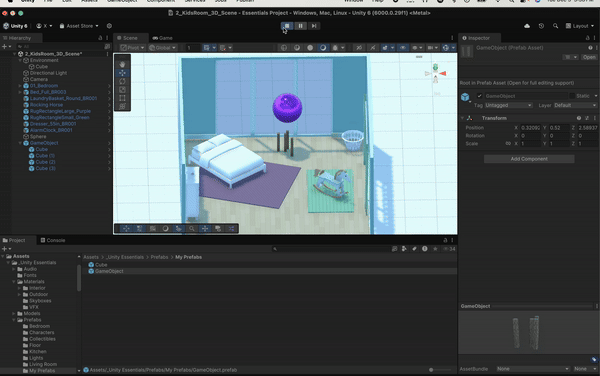 Unity
Assets
GameObject
Component
Services
Jobs
Window
Help
2_KidsRoom_3D_Scene - Essentials Project - Windows, Mac, Linux - Unity 6 (6000.0.29f1) <Metal>
Unity 6
Asset Store
Layout
Hierarchy
Scene
Game
Inspector
Pivot
Global
All
2_KidsRoom_3D_Scene*
Environment
Cube
Directional Light
Camera
01_Bedroom
Bed_Full_BR003
LaundryBasket_Round_BR001
Rocking Horse
RugRectangleLarge_Purple
RugRectangleSmall_Green
Dresser_Slim_BR001
AlarmClock_BR001
Sphere
GameObject
Cube
Cube (1)
Cube (2)
Cube (3)
GameObject (Prefab Asset)
Open
Root in Prefab Asset (Open for full editing support)
GameObject
Static
Tag Untagged
Layer Default
Transform
Position X 0.3209 Y 0.52 Z 2.58937
Rotation X 0 Y 0 Z 0
Scale X 1 Y 1 Z 1
Add Component
Project
Console
Assets
_Unity Essentials
Audio
Fonts
Materials
Interior
Outdoor
Skyboxes
VFX
Models
Prefabs
Bedroom
Characters
Collectibles
Floor
Kitchen
Lights
Living Room
My Prefabs
Assets > _Unity Essentials > Prefabs > My Prefabs
Cube
GameObject
Assets/_Unity Essentials/Prefabs/My Prefabs/GameObject.prefab
GameObject
AssetBundle None None